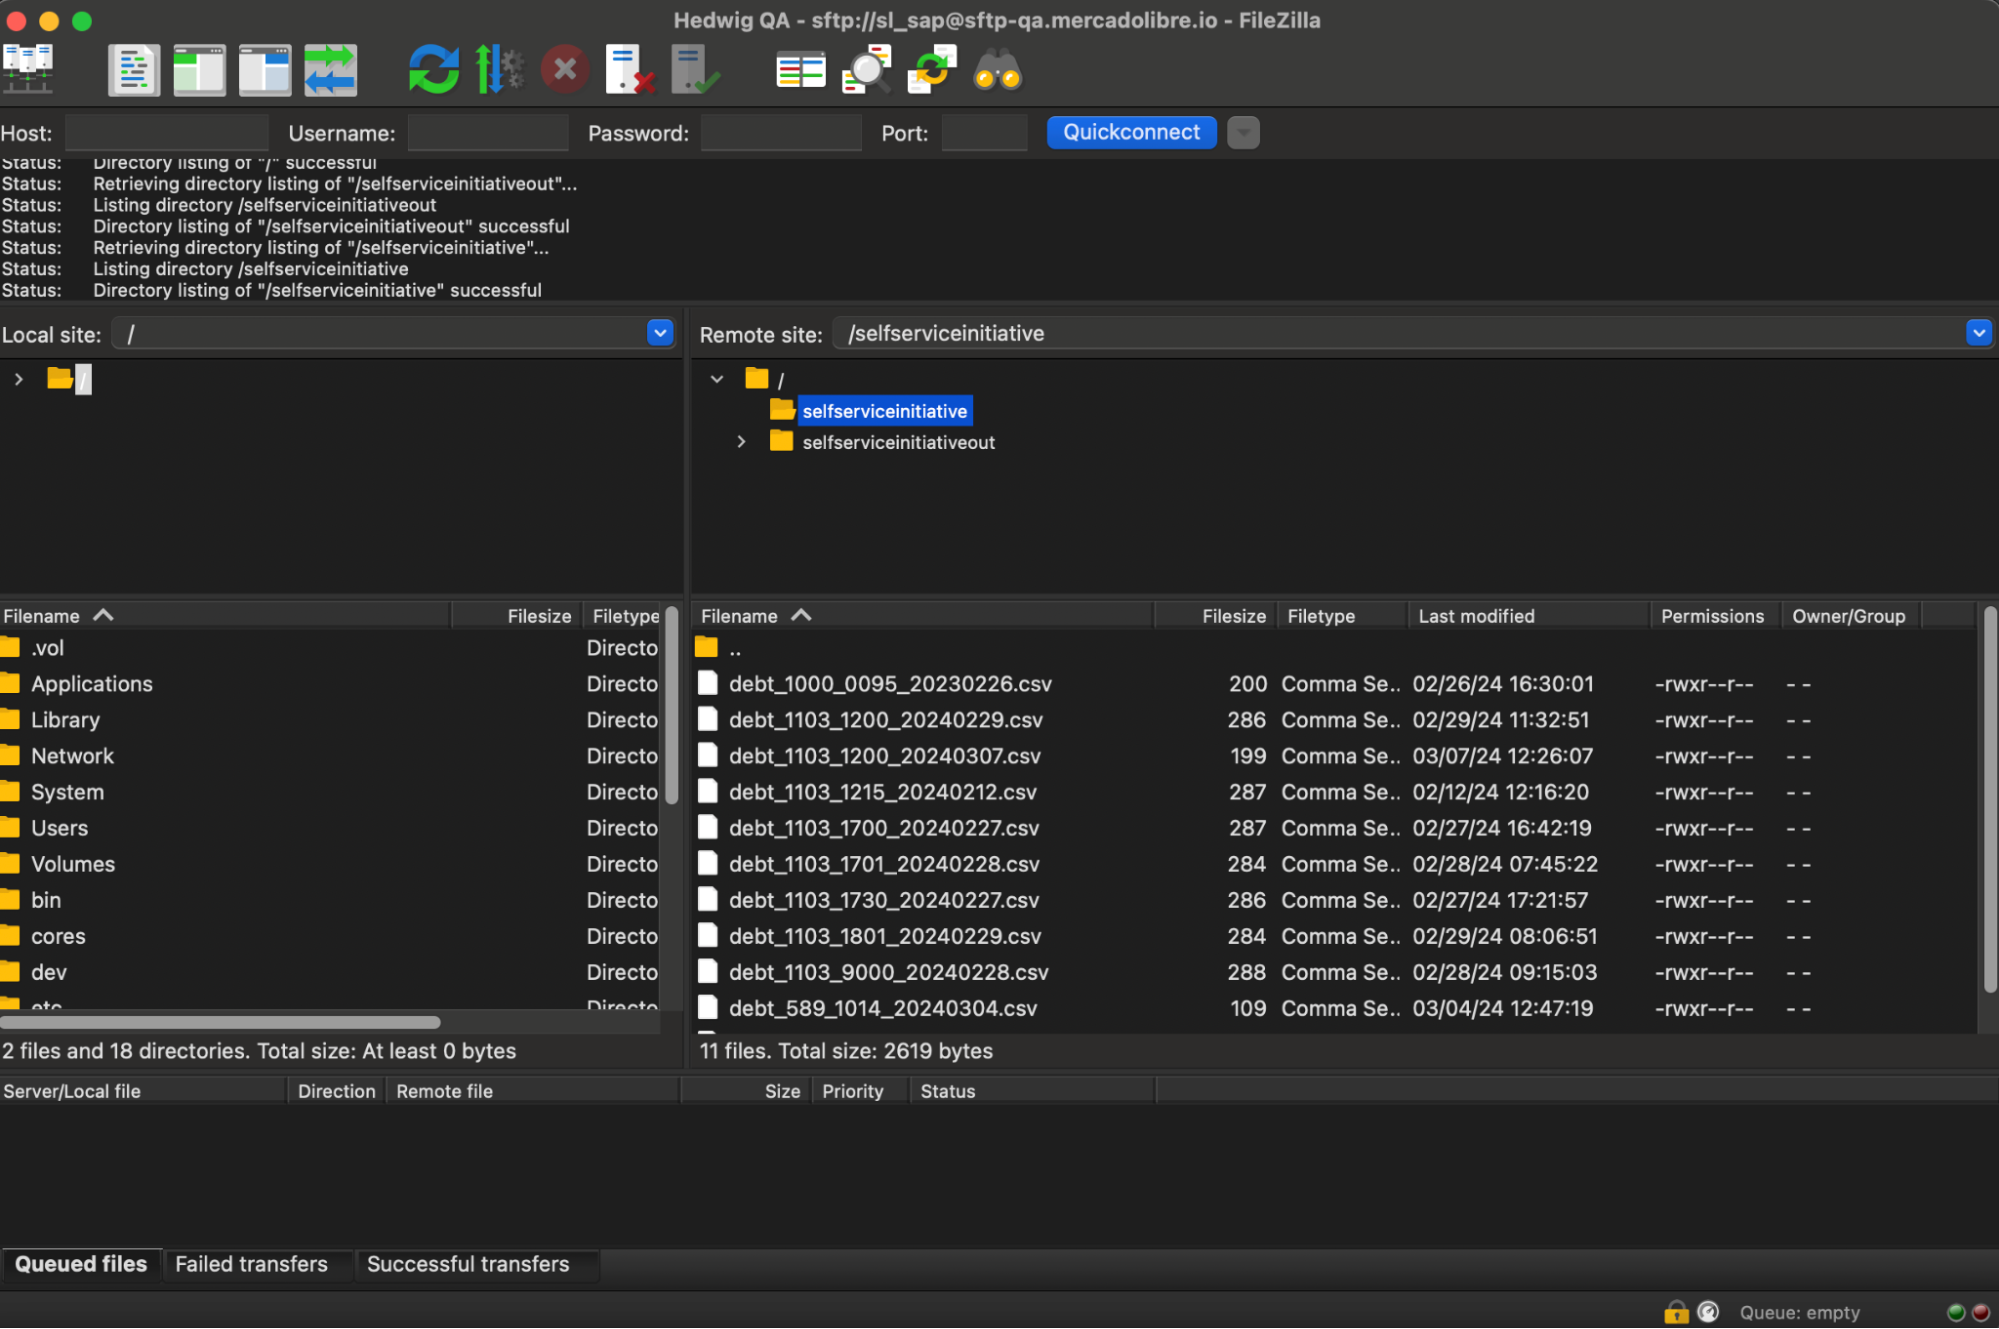 Hedwig QA - sftp://sl_sap@sftp-qa.mercadolibre.io - FileZilla
Host: Username: Password: Port: Quickconnect
Status: Directory listing of "/" successful
Status: Retrieving directory listing of "/selfserviceinitiativeout"...
Status: Listing directory /selfserviceinitiativeout
Status: Directory listing of "/selfserviceinitiativeout" successful
Status: Retrieving directory listing of "/selfserviceinitiative"...
Status: Listing directory /selfserviceinitiative
Status: Directory listing of "/selfserviceinitiative" successful
Local site: /
/
Filename Filesize Filetype
.vol Directo
Applications Directo
Library Directo
Network Directo
System Directo
Users Directo
Volumes Directo
bin Directo
cores Directo
dev Directo
etc Directo
2 files and 18 directories. Total size: At least 0 bytes
Remote site: /selfserviceinitiative
/
selfserviceinitiative
selfserviceinitiativeout
Filename Filesize Filetype Last modified Permissions Owner/Group
..
debt_1000_0095_20230226.csv 200 Comma Se.. 02/26/24 16:30:01 -rwxr--r-- - -
debt_1103_1200_20240229.csv 286 Comma Se.. 02/29/24 11:32:51 -rwxr--r-- - -
debt_1103_1200_20240307.csv 199 Comma Se.. 03/07/24 12:26:07 -rwxr--r-- - -
debt_1103_1215_20240212.csv 287 Comma Se.. 02/12/24 12:16:20 -rwxr--r-- - -
debt_1103_1700_20240227.csv 287 Comma Se.. 02/27/24 16:42:19 -rwxr--r-- - -
debt_1103_1701_20240228.csv 284 Comma Se.. 02/28/24 07:45:22 -rwxr--r-- - -
debt_1103_1730_20240227.csv 286 Comma Se.. 02/27/24 17:21:57 -rwxr--r-- - -
debt_1103_1801_20240229.csv 284 Comma Se.. 02/29/24 08:06:51 -rwxr--r-- - -
debt_1103_9000_20240228.csv 288 Comma Se.. 02/28/24 09:15:03 -rwxr--r-- - -
debt_589_1014_20240304.csv 109 Comma Se.. 03/04/24 12:47:19 -rwxr--r-- - -
11 files. Total size: 2619 bytes
Server/Local file Direction Remote file Size Priority Status
Queued files Failed transfers Successful transfers
Queue: empty